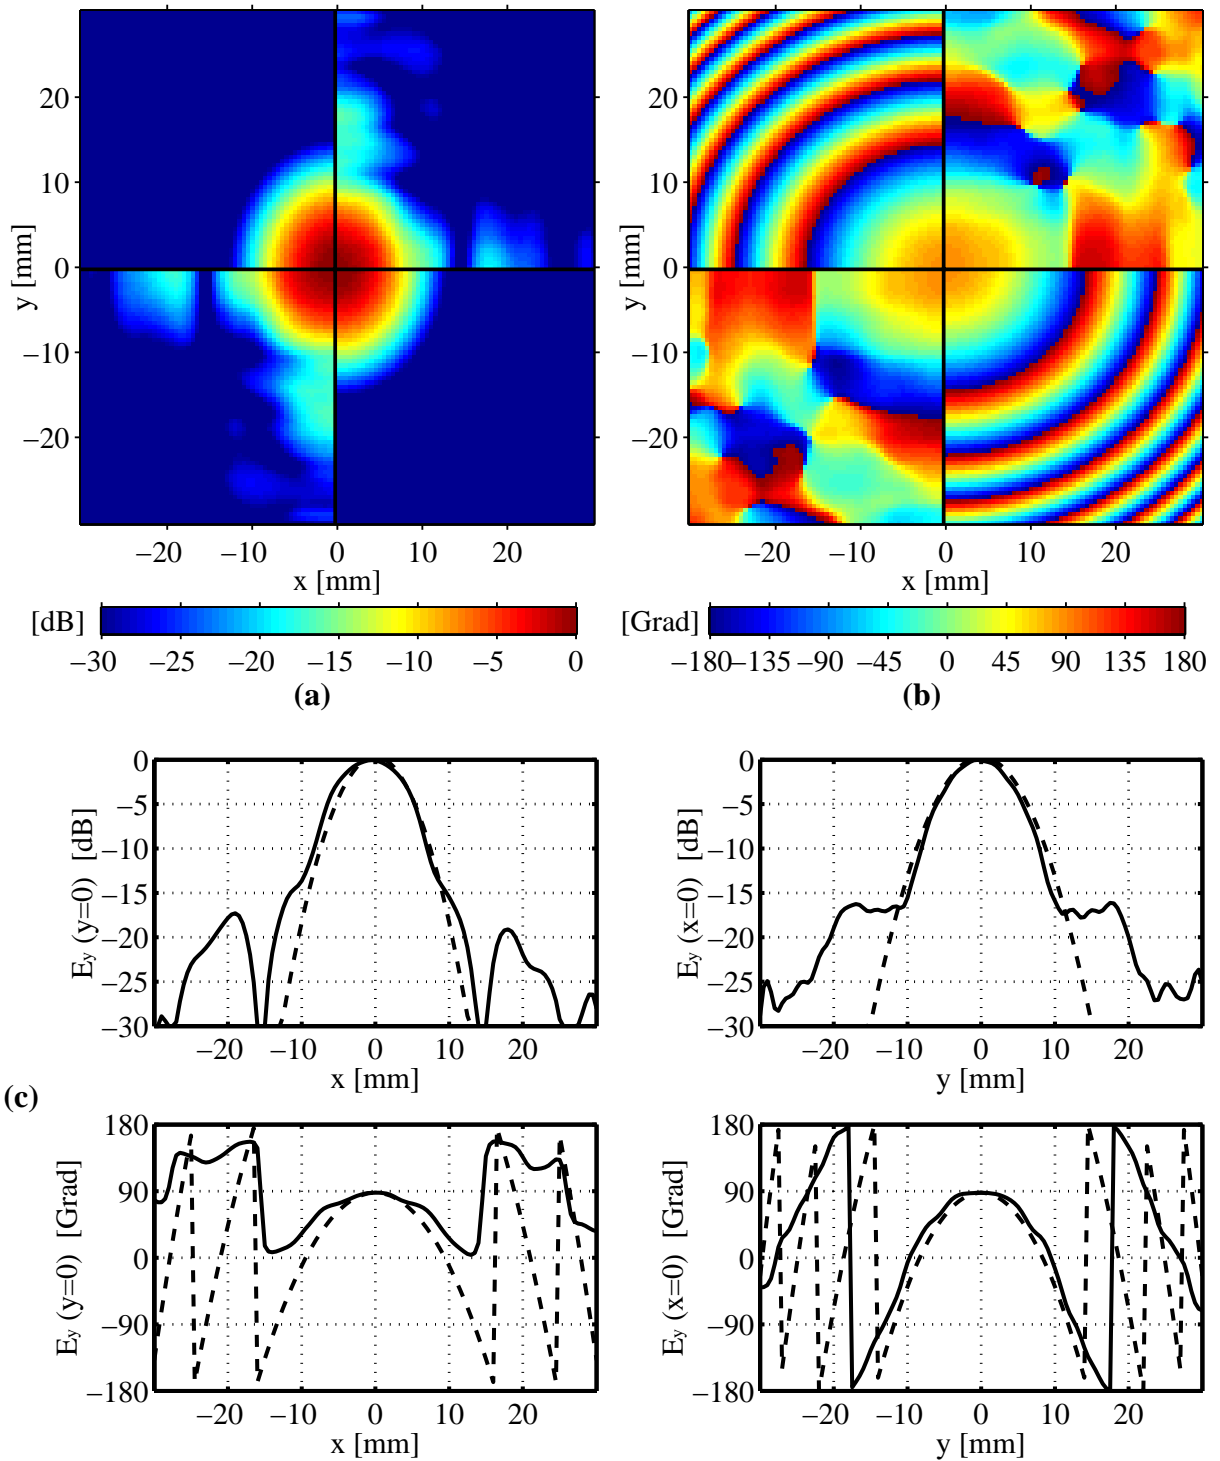 20
10
0
−10
−20
y [mm]
−20 −10 0 10 20
x [mm]
[dB]
−30 −25 −20 −15 −10 −5 0
(a)
20
10
0
−10
−20
y [mm]
−20 −10 0 10 20
x [mm]
[Grad]
−180 −135 −90 −45 0 45 90 135 180
(b)
0
−5
−10
−15
−20
−25
−30
Ey (y=0) [dB]
−20 −10 0 10 20
x [mm]
0
−5
−10
−15
−20
−25
−30
Ey (x=0) [dB]
−20 −10 0 10 20
y [mm]
(c)
180
90
0
−90
−180
Ey (y=0) [Grad]
−20 −10 0 10 20
x [mm]
180
90
0
−90
−180
Ey (x=0) [Grad]
−20 −10 0 10 20
y [mm]